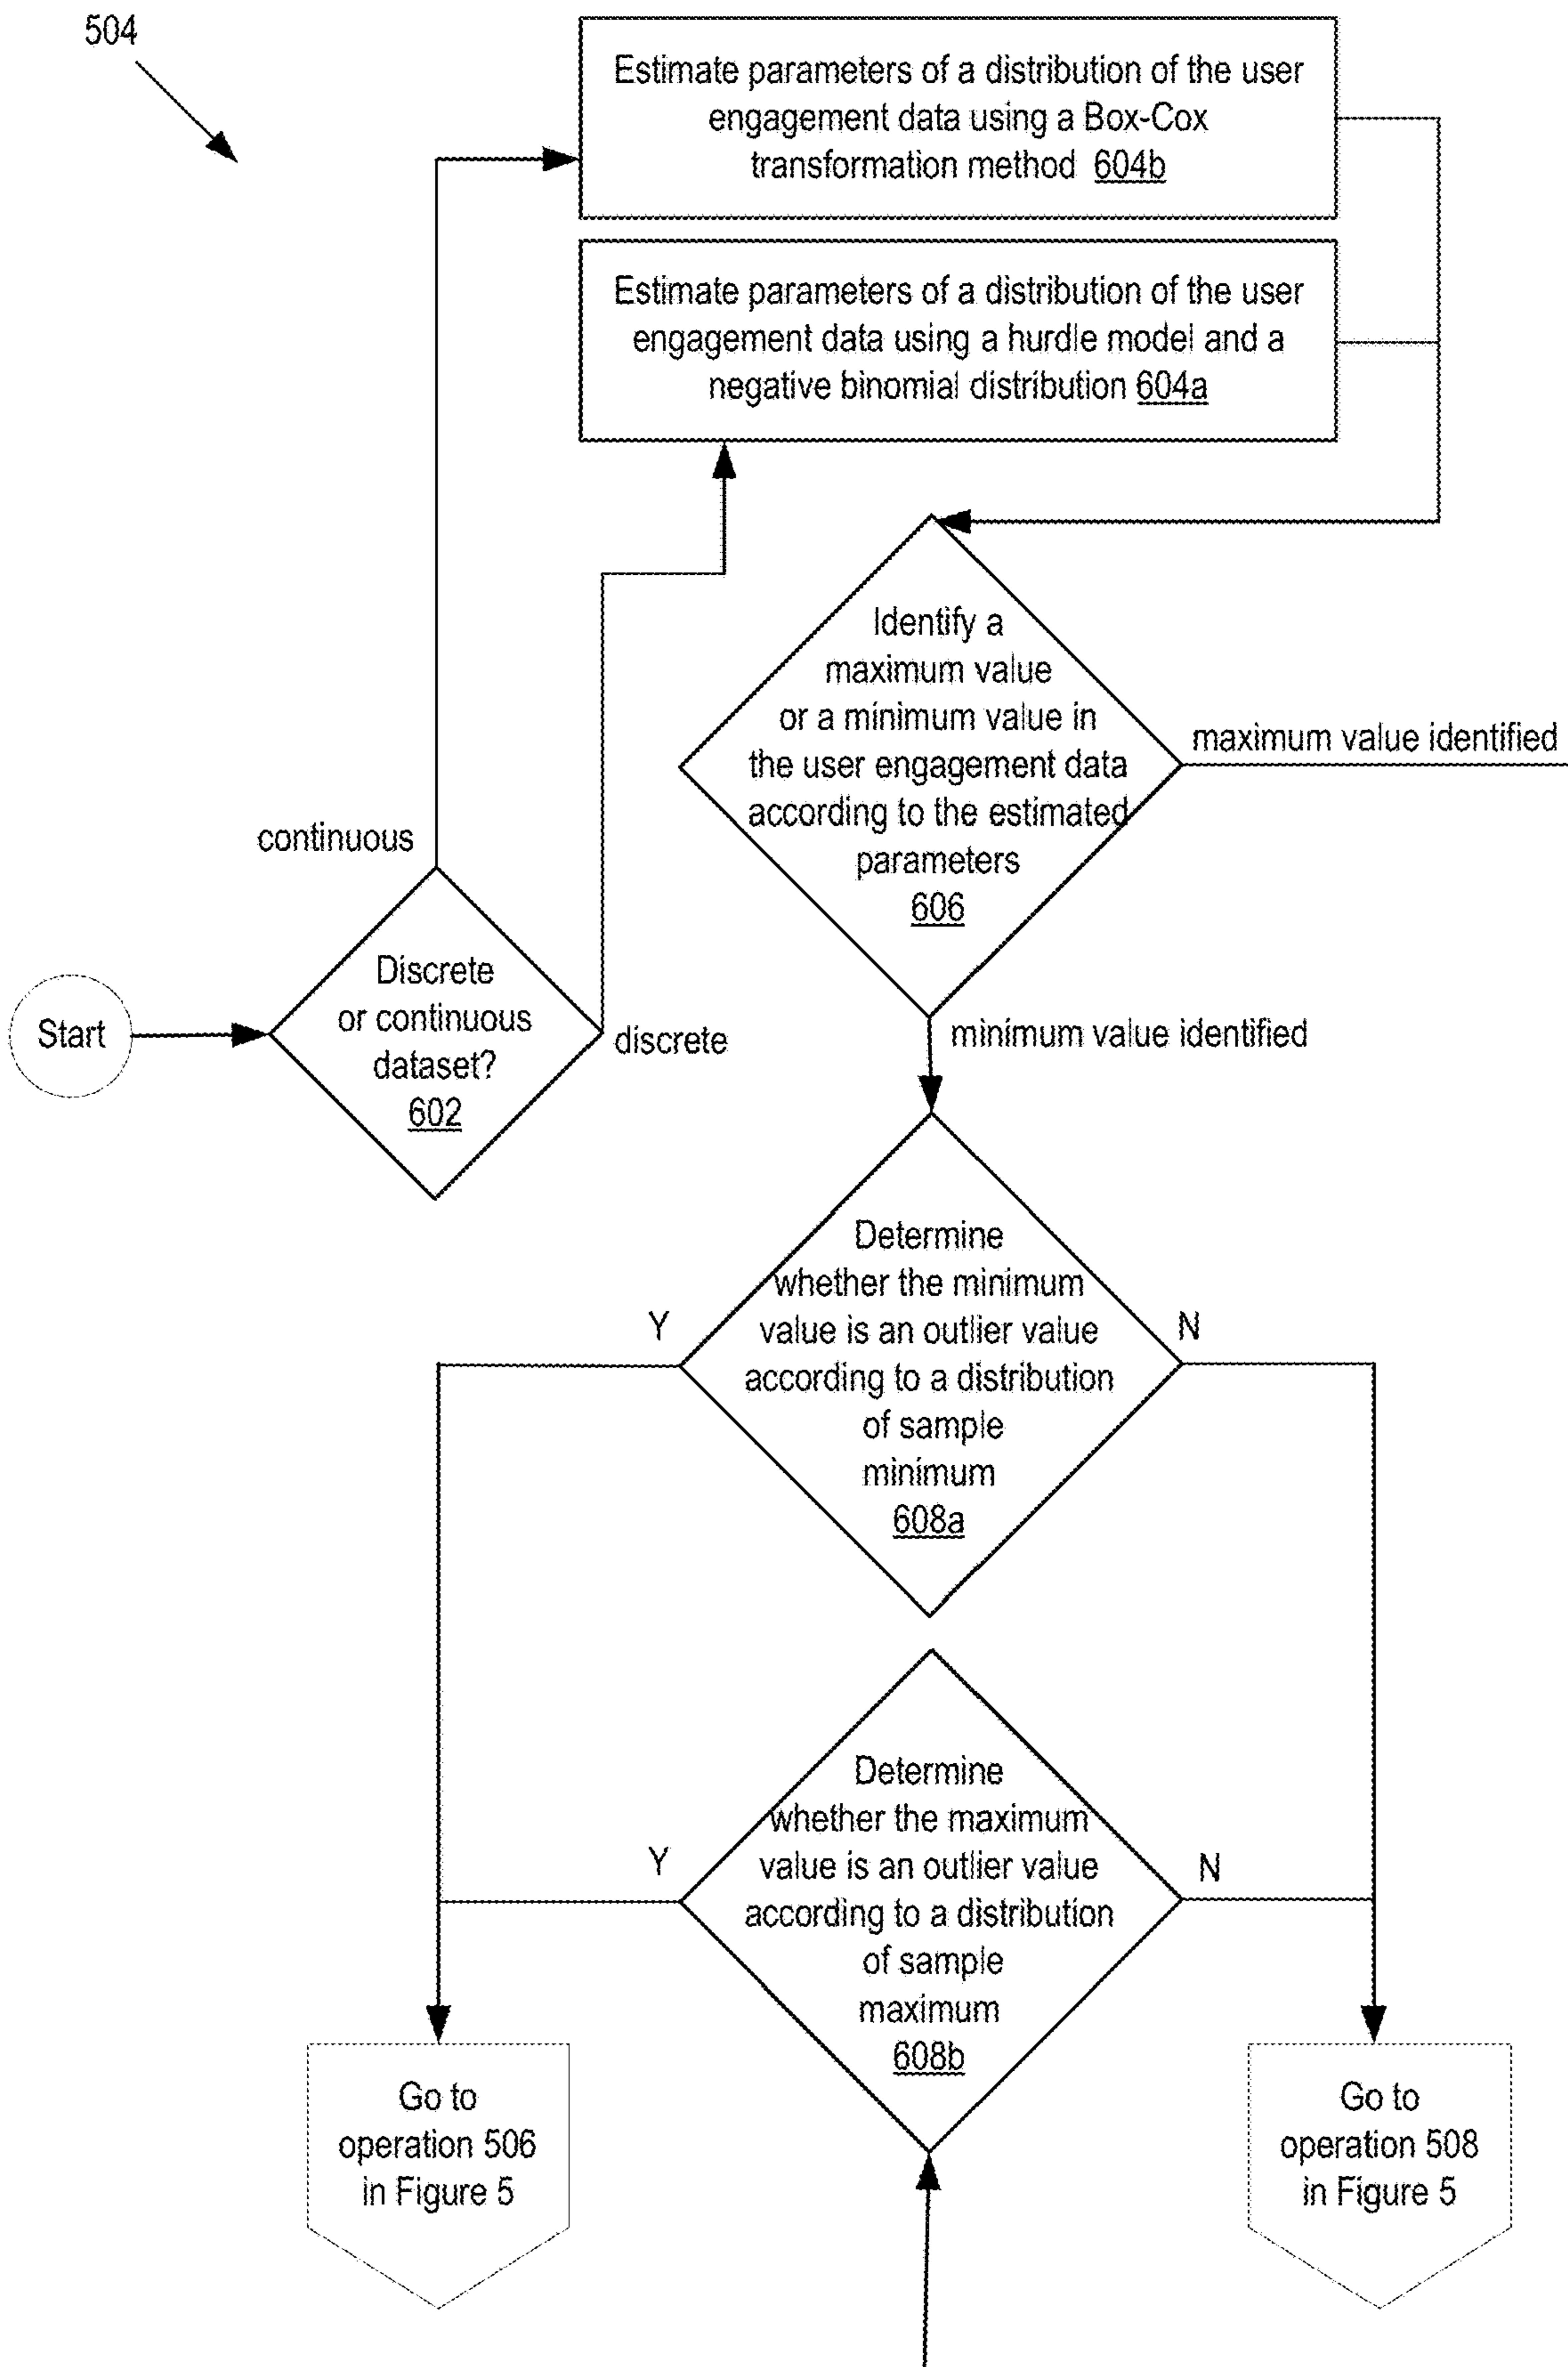 504
Estimate parameters of a distribution of the user
engagement data using a Box-Cox
transformation method 604b
Estimate parameters of a distribution of the user
engagement data using a hurdle model and a
negative binomial distribution 604a
Identify a
maximum value
or a minimum value in
the user engagement data
according to the estimated
parameters
606
maximum value identified
continuous
Start
Discrete
or continuous
dataset?
602
discrete
minimum value identified
Determine
whether the minimum
value is an outlier value
according to a distribution
of sample
minimum
608a
Y
N
Determine
whether the maximum
value is an outlier value
according to a distribution
of sample
maximum
608b
Y
N
Go to
operation 506
in Figure 5
Go to
operation 508
in Figure 5